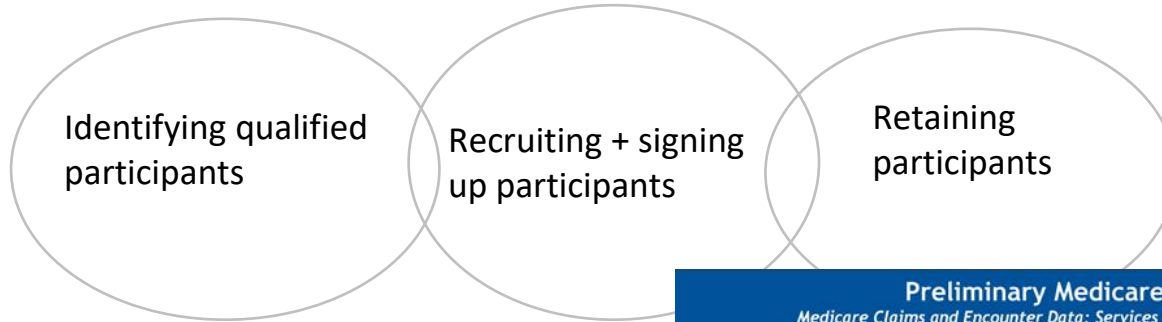 Identifying qualified
participants
Recruiting + signing
up participants
Retaining
participants
Preliminary Medicare
Medicare Claims and Encounter Data: Services